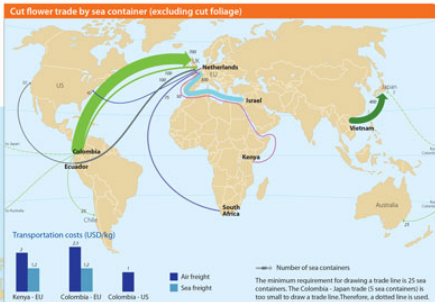 Cut flower trade by sea container (excluding cut foliage)
UK
Netherlands
EU
US
Israel
Japan
Vietnam
Colombia
Ecuador
Kenya
Chile
South
Africa
Australia
25
Transportation costs (USD/kg)
2
1,2
1,2
1
Kenya - EU
Colombia - EU
Colombia - US
Air freight
Sea freight
Number of sea containers
The minimum requirement for drawing a trade line is 25 sea
containers. The Colombia - Japan trade (5 sea containers) is
too small to draw a trade line. Therefore, a dotted line is used.